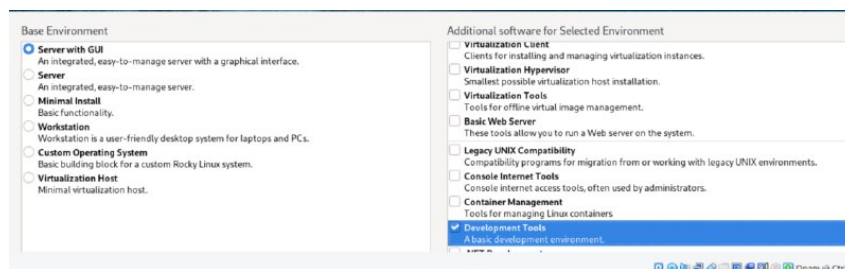 Base Environment
Server with GUI
An integrated, easy-to-manage server with a graphical interface.
Server
An integrated, easy-to-manage server.
Minimal Install
Basic functionality.
Workstation
Workstation is a user-friendly desktop system for laptops and PCs.
Custom Operating System
Basic building block for a custom Rocky Linux system.
Virtualization Host
Minimal virtualization host.
Additional software for Selected Environment
Virtualization Client
Clients for installing and managing virtualization instances.
Virtualization Hypervisor
Smallest possible virtualization host installation.
Virtualization Tools
Tools for offline virtual image management.
Basic Web Server
These tools allow you to run a Web server on the system.
Legacy UNIX Compatibility
Compatibility programs for migration from or working with legacy UNIX environments.
Console Internet Tools
Console internet access tools, often used by administrators.
Container Management
Tools for managing Linux containers
Development Tools
A basic development environment.